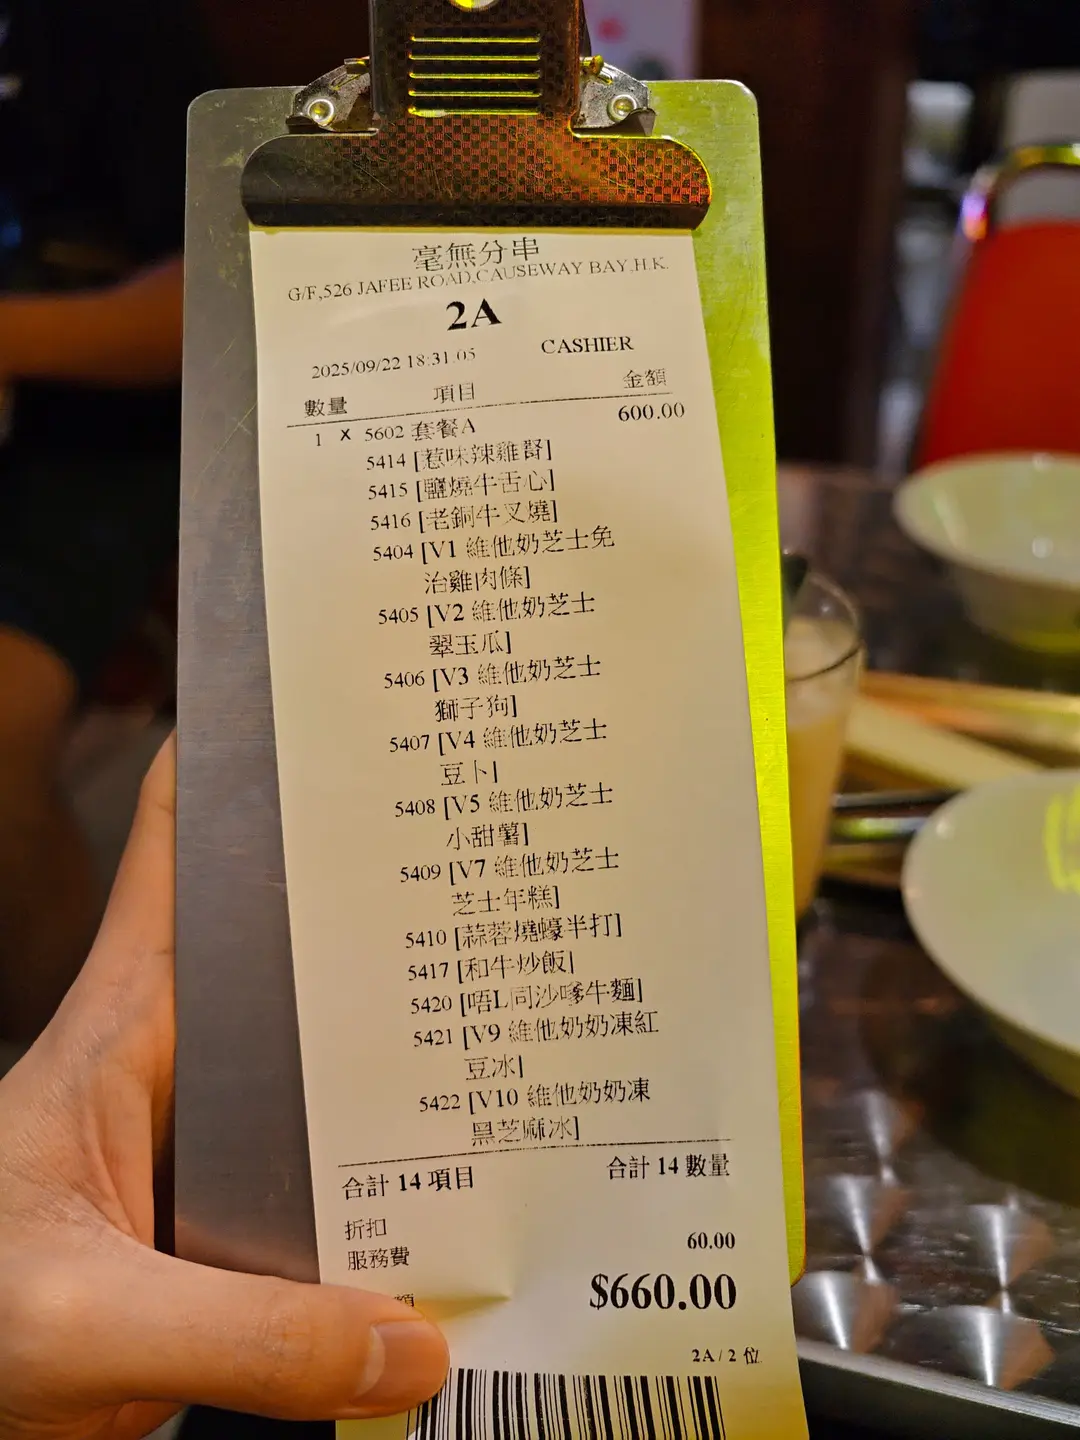 毫無分串
G/F,526 JAFEE ROAD,CAUSEWAY BAY,H.K.
2A
2025/09/22 18:31:05 CASHIER
數量 項目 金額
1 X 5602 套餐A 600.00
5414 [惹味辣雞腎]
5415 [鹽燒牛舌心]
5416 [老銅牛叉燒]
5404 [V1 維他奶芝士免
治雞肉條]
5405 [V2 維他奶芝士
翠玉瓜]
5406 [V3 維他奶芝士
獅子狗]
5407 [V4 維他奶芝士
豆卜]
5408 [V5 維他奶芝士
小甜薯]
5409 [V7 維他奶芝士
芝士年糕]
5410 [蒜蓉燒蠔半打]
5417 [和牛炒飯]
5420 [唔L同沙嗲牛麵]
5421 [V9 維他奶奶凍紅
豆冰]
5422 [V10 維他奶奶凍
黑芝麻冰]
合計 14 項目 合計 14 數量
折扣
服務費 60.00
額 $660.00
2A / 2 位